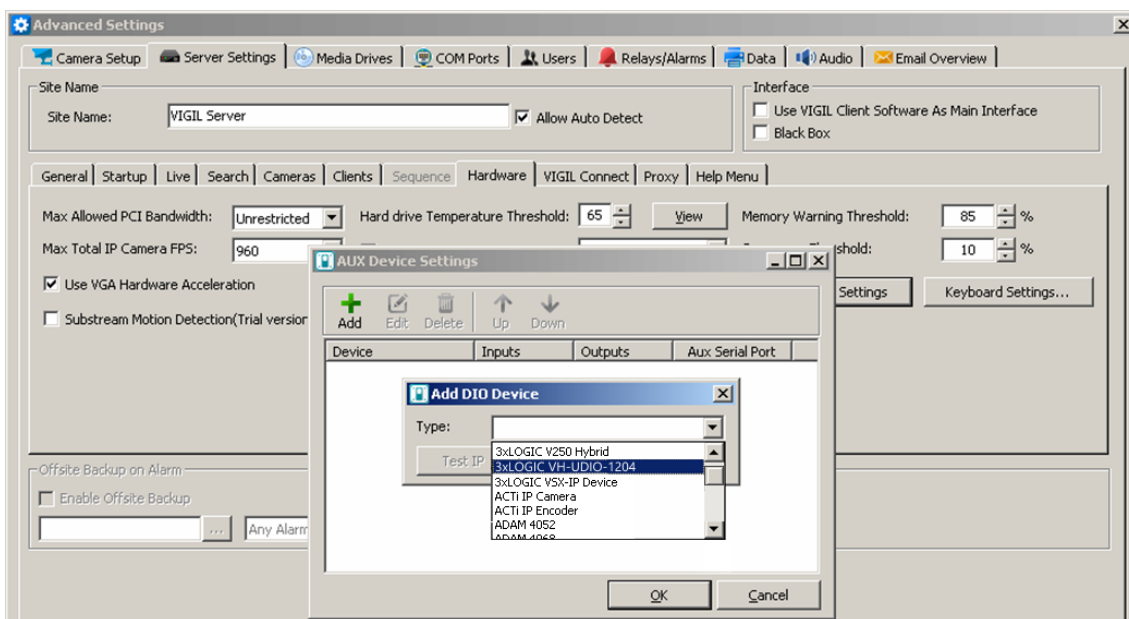 Advanced Settings
Camera Setup Server Settings Media Drives COM Ports Users Relays/Alarms Data Audio Email Overview
Site Name Interface
Site Name: VIGIL Server Allow Auto Detect Use VIGIL Client Software As Main Interface
Black Box
General Startup Live Search Cameras Clients Sequence Hardware VIGIL Connect Proxy Help Menu
Max Allowed PCI Bandwidth: Unrestricted Hard drive Temperature Threshold: 65 View Memory Warning Threshold: 85 %
Max Total IP Camera FPS: 960 shold: 10 %
AUX Device Settings
Use VGA Hardware Acceleration Settings Keyboard Settings...
Substream Motion Detection(Trial version
Add Edit Delete Up Down
Device Inputs Outputs Aux Serial Port
Add DIO Device
Type:
3xLOGIC V250 Hybrid
Test IP 3xLOGIC VH-UDIO-1204
3xLOGIC VSX-IP Device
ACTi IP Camera
ACTi IP Encoder
ADAM 4052
ADAM 4068
Offsite Backup on Alarm
Enable Offsite Backup
... Any Alarm
OK Cancel